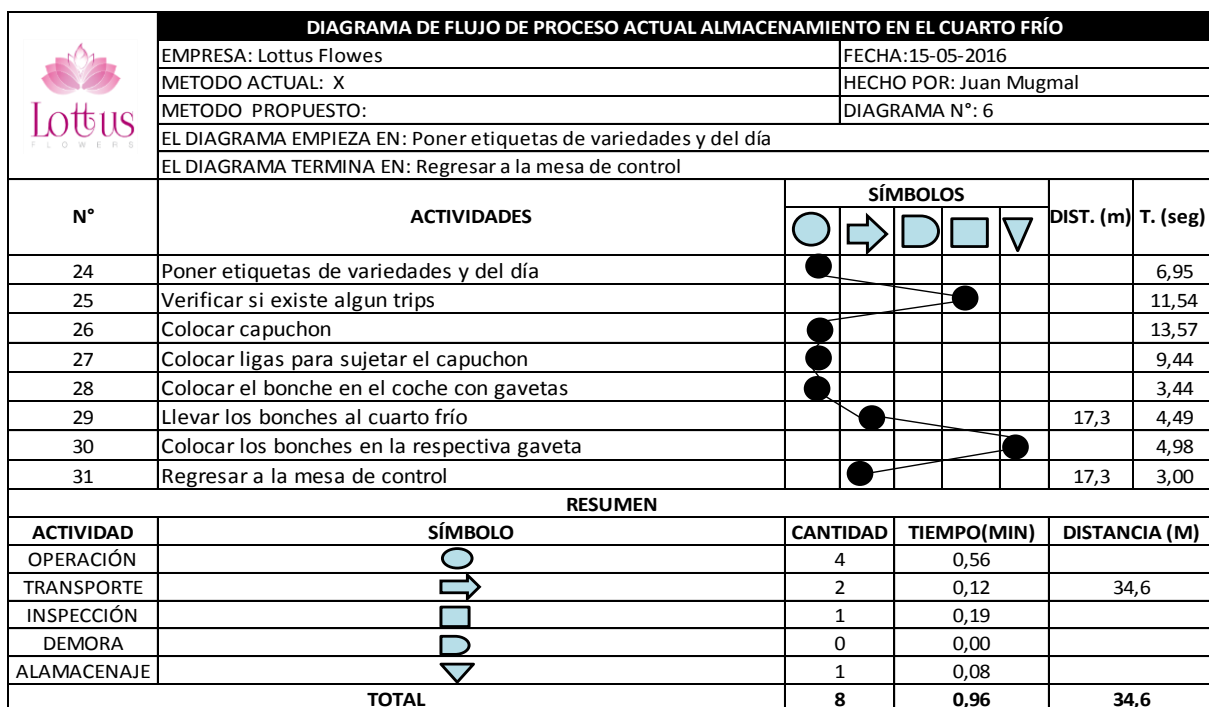 DIAGRAMA DE FLUJO DE PROCESO ACTUAL ALMACENAMIENTO EN EL CUARTO FRÍO
Lottus
FLOWERS
EMPRESA: Lottus Flowes FECHA:15-05-2016
METODO ACTUAL: X HECHO POR: Juan Mugmal
METODO PROPUESTO: DIAGRAMA N°: 6
EL DIAGRAMA EMPIEZA EN: Poner etiquetas de variedades y del día
EL DIAGRAMA TERMINA EN: Regresar a la mesa de control
N° ACTIVIDADES SÍMBOLOS DIST. (m) T. (seg)
24 Poner etiquetas de variedades y del día 6,95
25 Verificar si existe algun trips 11,54
26 Colocar capuchon 13,57
27 Colocar ligas para sujetar el capuchon 9,44
28 Colocar el bonche en el coche con gavetas 3,44
29 Llevar los bonches al cuarto frío 17,3 4,49
30 Colocar los bonches en la respectiva gaveta 4,98
31 Regresar a la mesa de control 17,3 3,00
RESUMEN
ACTIVIDAD SÍMBOLO CANTIDAD TIEMPO(MIN) DISTANCIA (M)
OPERACIÓN 4 0,56
TRANSPORTE 2 0,12 34,6
INSPECCIÓN 1 0,19
DEMORA 0 0,00
ALAMACENAJE 1 0,08
TOTAL 8 0,96 34,6